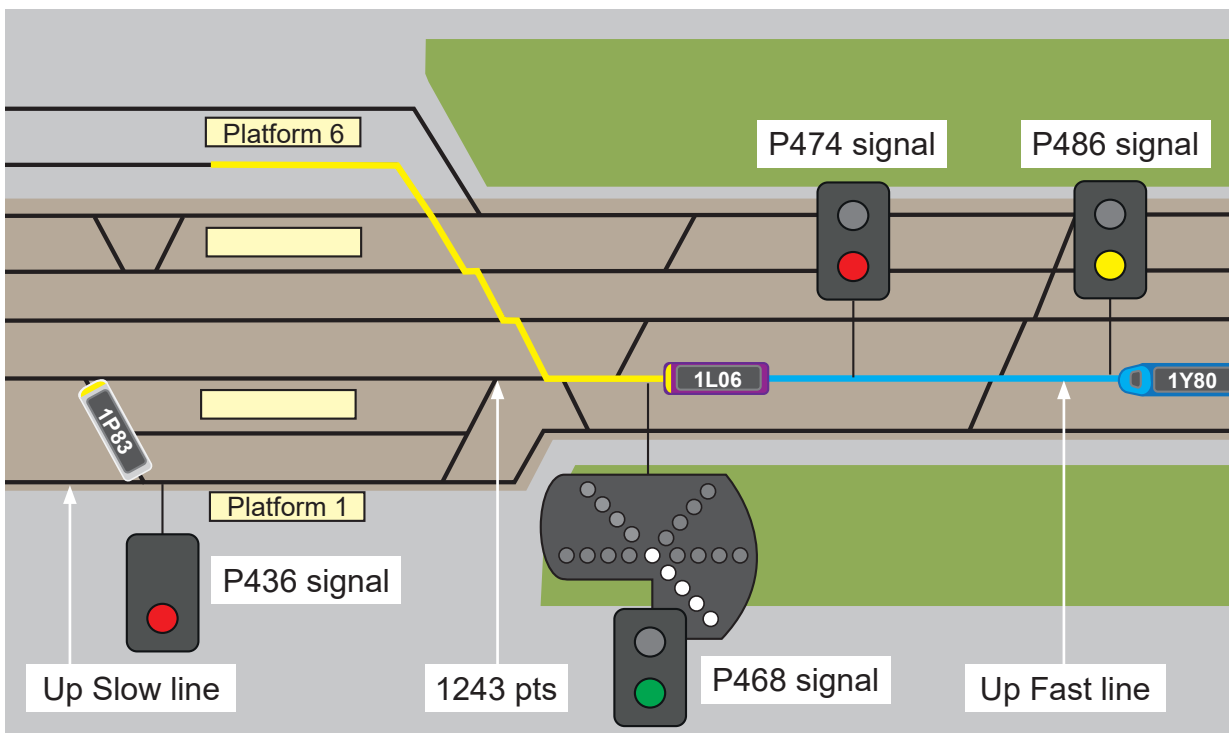 Platform 6
P474 signal
P486 signal
1L06
1Y80
1P83
Platform 1
P436 signal
P468 signal
Up Slow line
1243 pts
Up Fast line